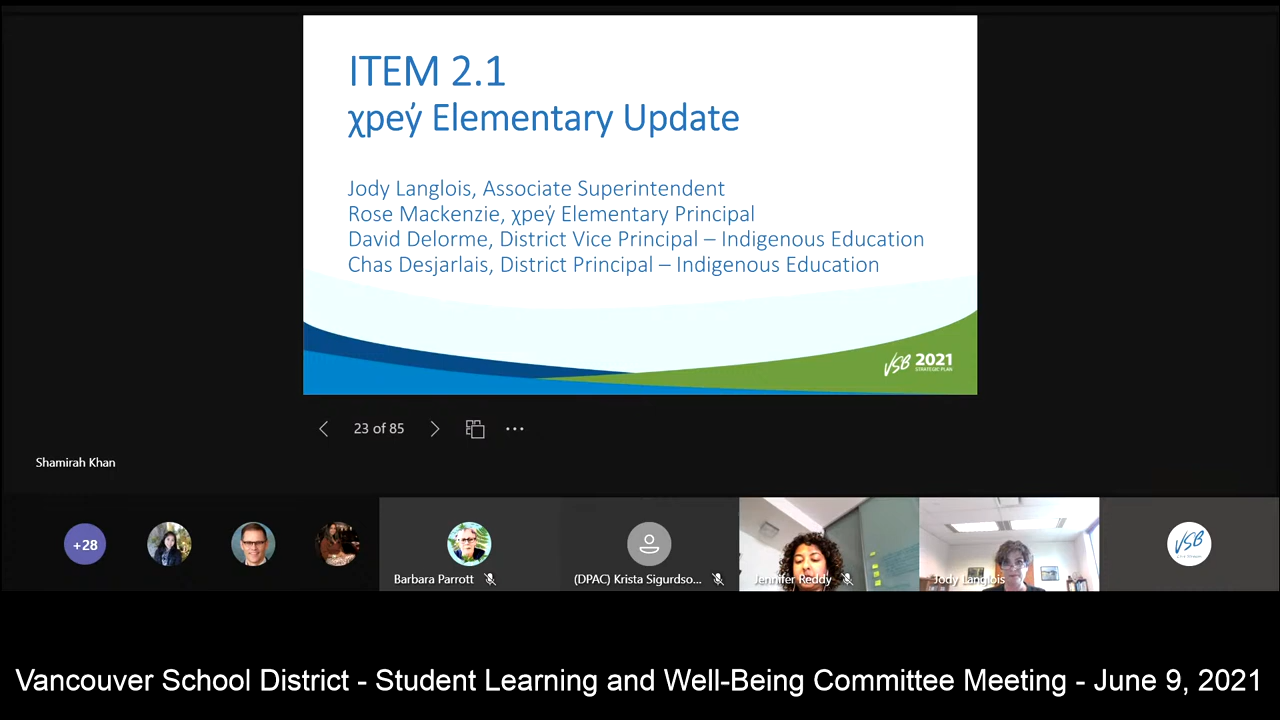 ITEM 2.1
χpey̓ Elementary Update
Jody Langlois, Associate Superintendent
Rose Mackenzie, χpey̓ Elementary Principal
David Delorme, District Vice Principal – Indigenous Education
Chas Desjarlais, District Principal – Indigenous Education
VSB 2021
STRATEGIC PLAN
23 of 85
Shamirah Khan
+28
Barbara Parrott
(DPAC) Krista Sigurdso...
Jennifer Reddy
Jody Langlois
VSB
Vancouver School District - Student Learning and Well-Being Committee Meeting - June 9, 2021